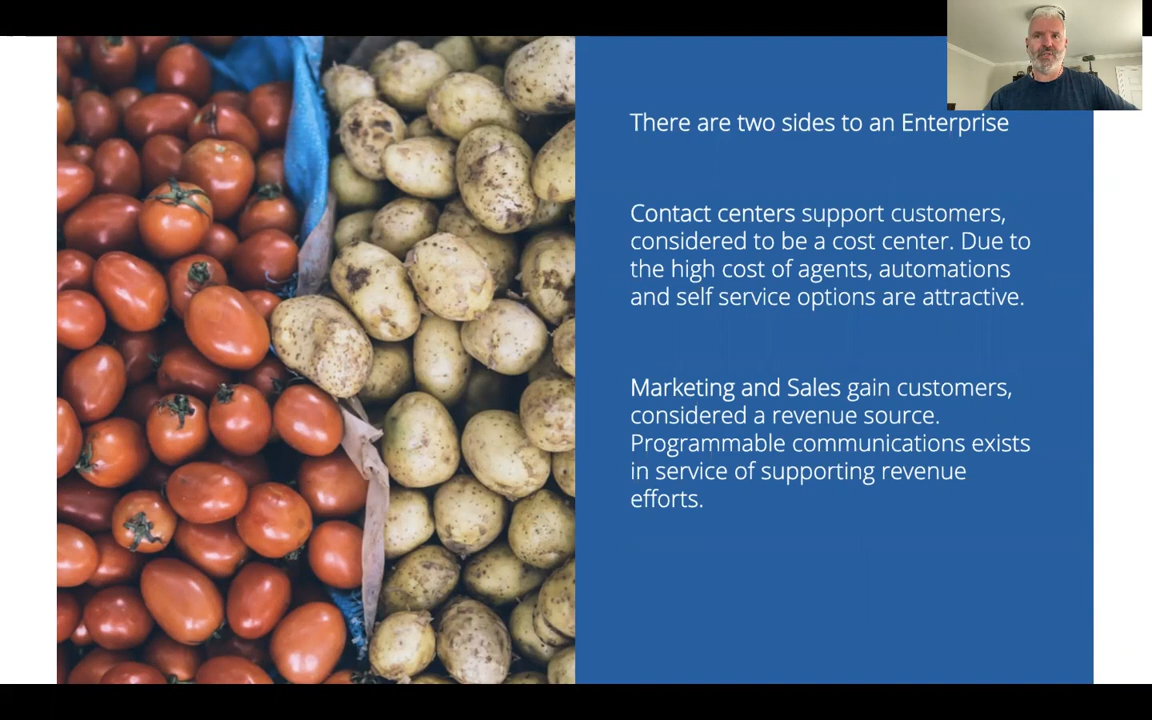 There are two sides to an Enterprise
Contact centers support customers,
considered to be a cost center. Due to
the high cost of agents, automations
and self service options are attractive.
Marketing and Sales gain customers,
considered a revenue source.
Programmable communications exists
in service of supporting revenue
efforts.